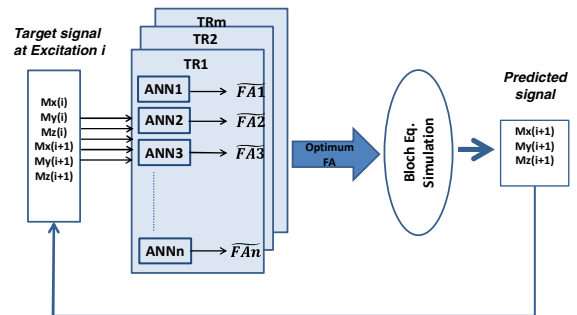 Target signal
at Excitation i
Mx(i)
My(i)
Mz(i)
Mx(i+1)
My(i+1)
Mz(i+1)
TRm
TR2
TR1
ANN1
FA1
ANN2
FA2
ANN3
FA3
ANNn
FAn
Optimum
FA
Bloch Eq.
Simulation
Predicted
signal
Mx(i+1)
My(i+1)
Mz(i+1)